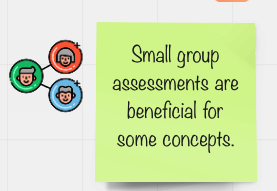 Small group
assessments are
beneficial for
some concepts.